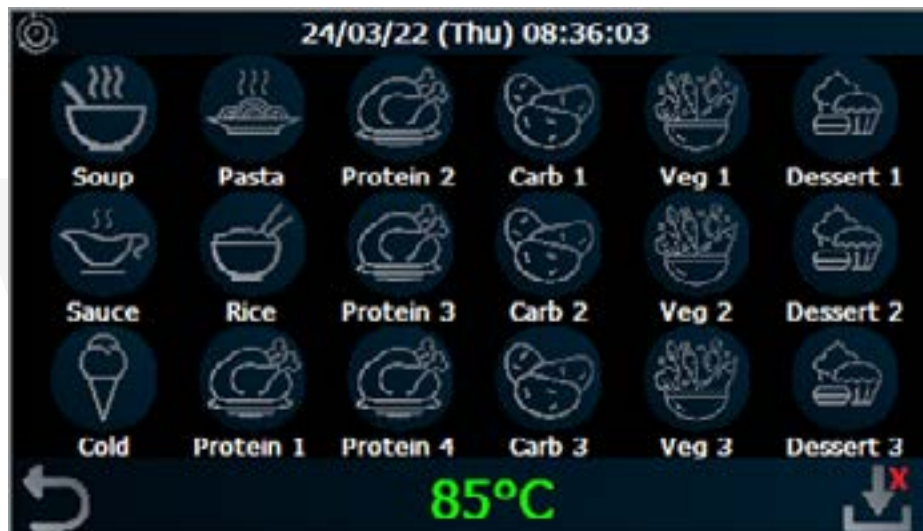 24/03/22 (Thu) 08:36:03
Soup Pasta Protein 2 Carb 1 Veg 1 Dessert 1
Sauce Rice Protein 3 Carb 2 Veg 2 Dessert 2
Cold Protein 1 Protein 4 Carb 3 Veg 3 Dessert 3
85°C
X